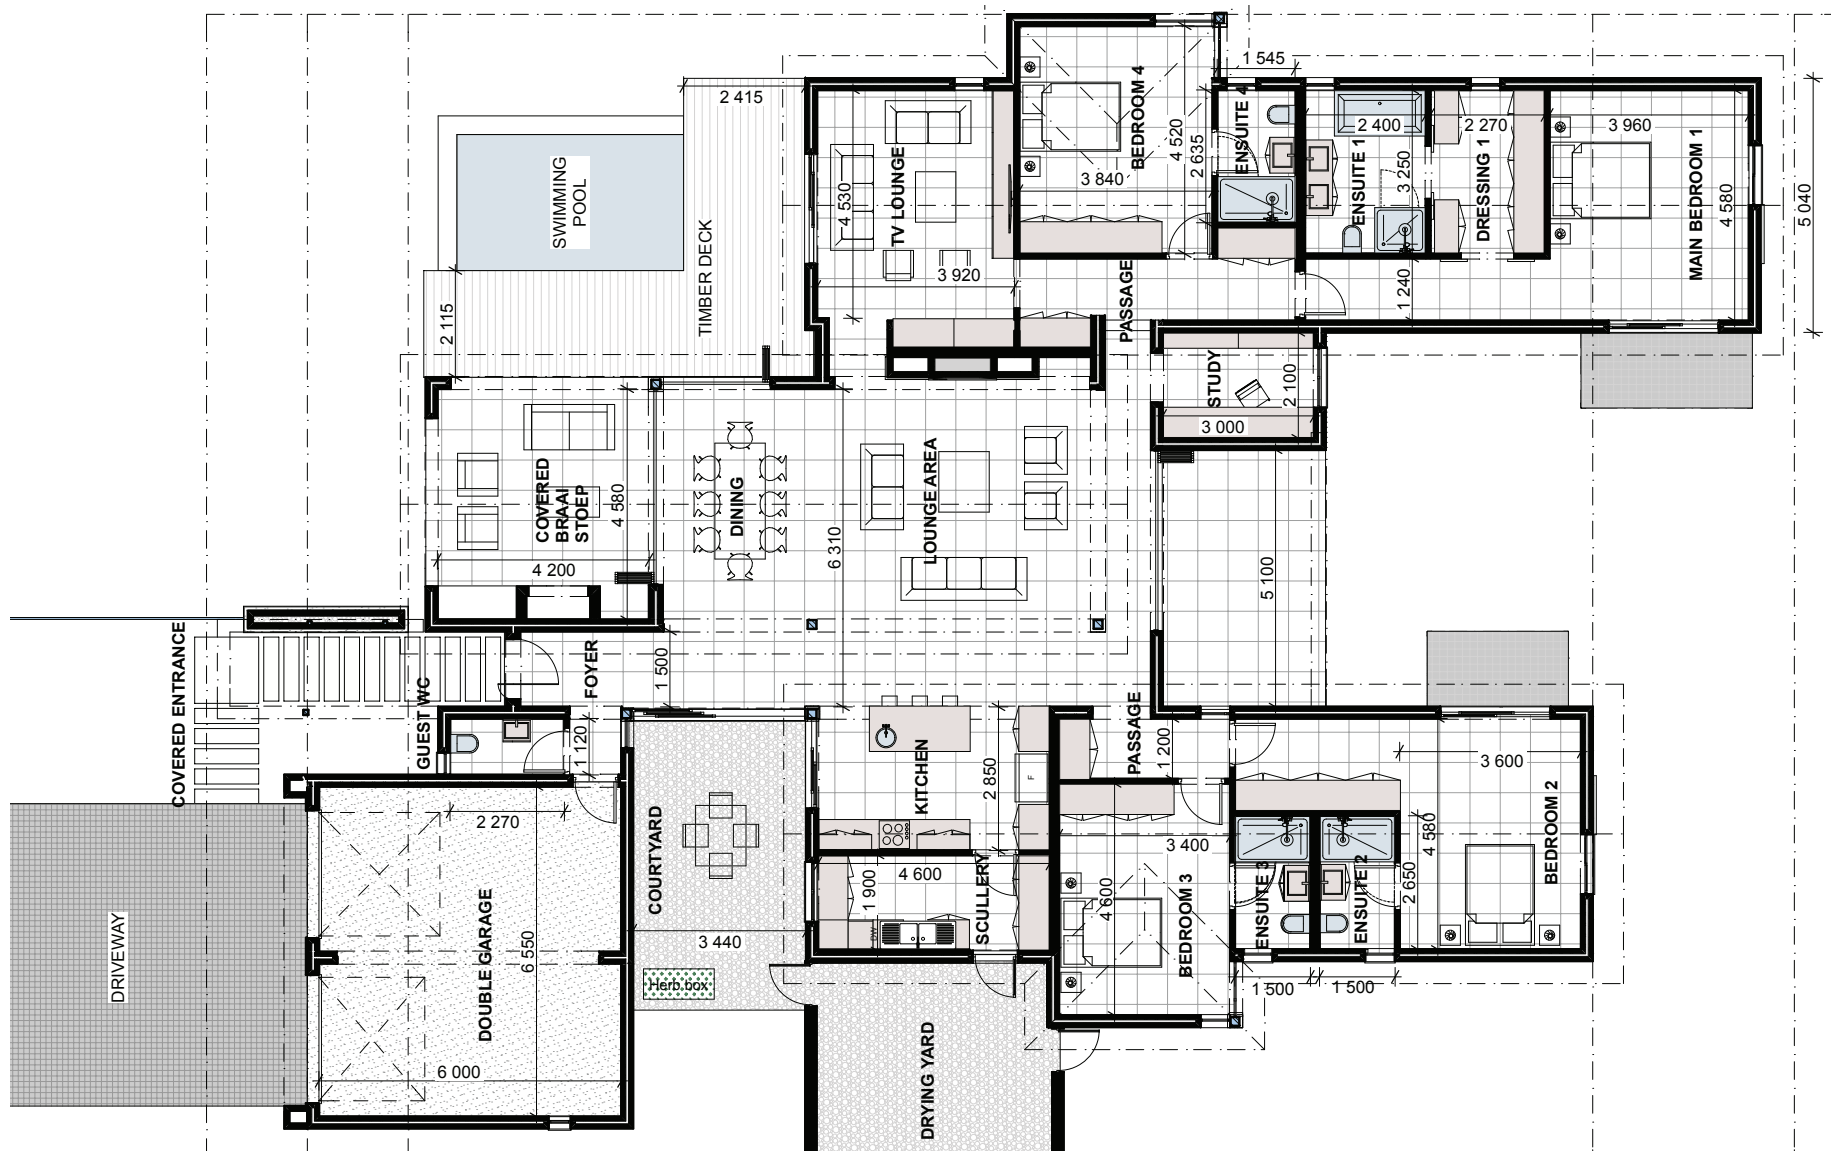 1 545
2 415
BEDROOM 4
4 520
2 635
3 840
ENSUITE 4
2 400
2 270
3 960
ENSUITE 1
3 250
DRESSING 1
MAIN BEDROOM 1
4 580
5 040
SWIMMING
POOL
TIMBER DECK
TV LOUNGE
4 530
3 920
PASSAGE
1 240
2 115
STUDY
2 100
3 000
COVERED
BRAAI
STOEP
4 580
4 200
DINING
LOUNGE AREA
6 310
5 100
COVERED ENTRANCE
GUEST WC
FOYER
1 500
1 120
KITCHEN
2 850
F
PASSAGE
1 200
3 600
2 270
COURTYARD
3 440
Herb box
4 600
1 900
SCULLERY
DW
3 400
4 600
BEDROOM 3
ENSUITE 3
ENSUITE 2
2 650
4 580
BEDROOM 2
1 500
1 500
DRIVEWAY
DOUBLE GARAGE
6 550
6 000
DRYING YARD